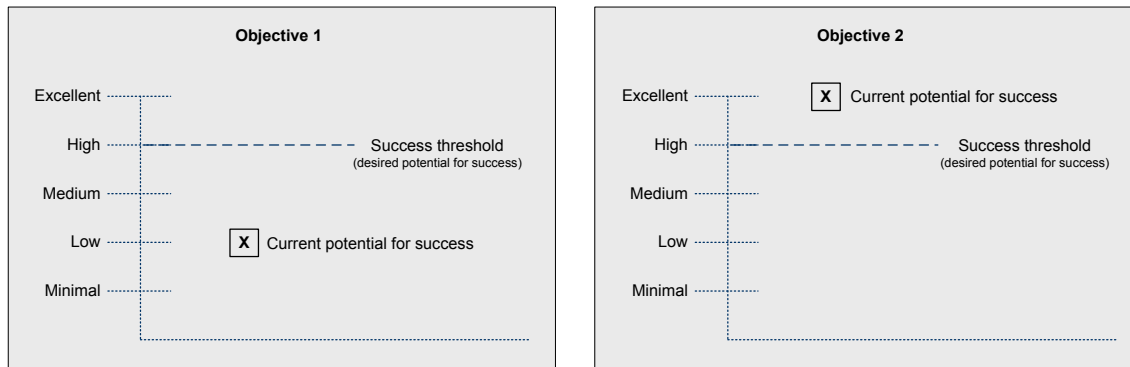 Objective 1
Excellent
High
Success threshold
(desired potential for success)
Medium
Low
X Current potential for success
Minimal
Objective 2
X Current potential for success
Excellent
High
Success threshold
(desired potential for success)
Medium
Low
Minimal